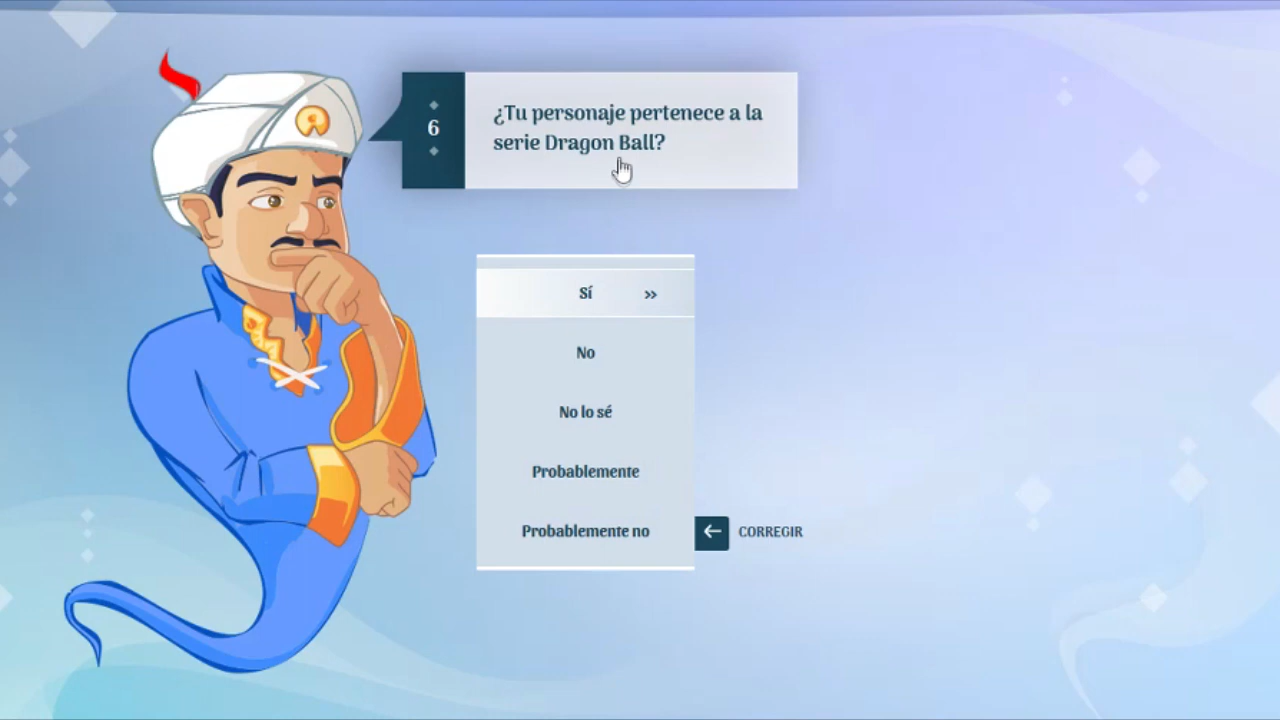 6
¿Tu personaje pertenece a la
serie Dragon Ball?
Sí »
No
No lo sé
Probablemente
Probablemente no
CORREGIR